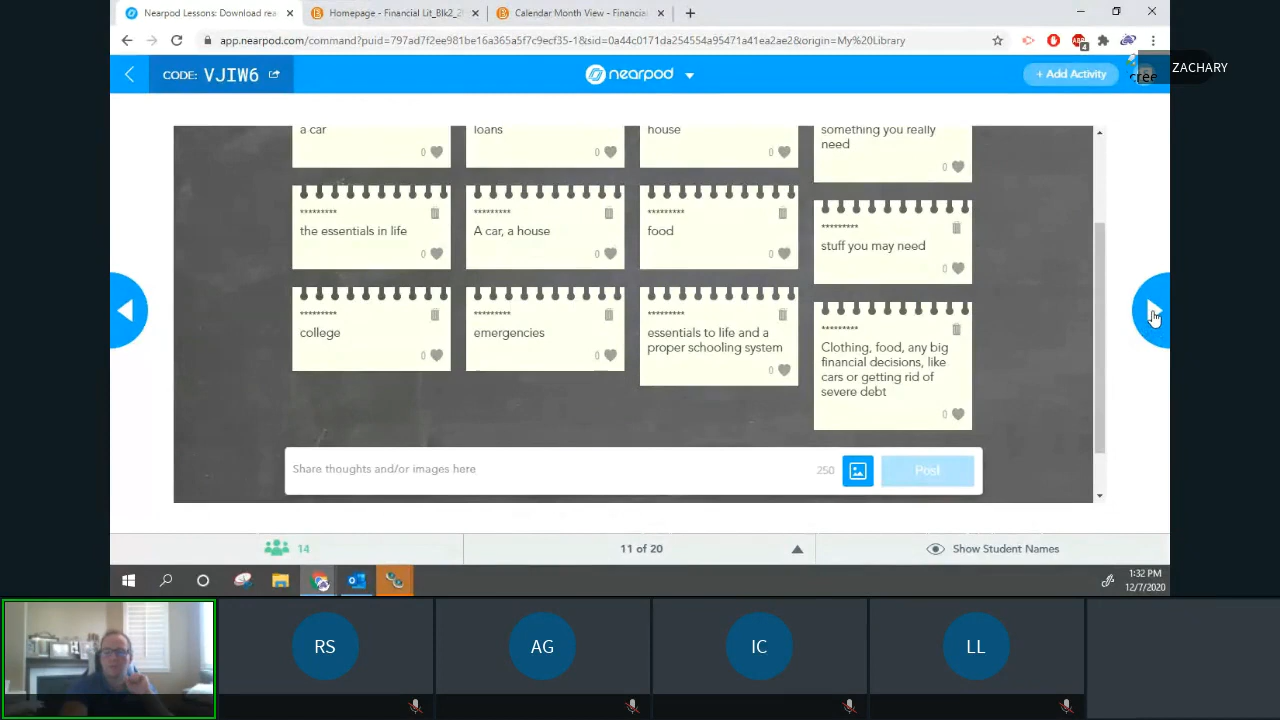 Nearpod Lessons: Download rea
Homepage - Financial Lit_Blk2_2
Calendar Month View - Financial
app.nearpod.com/command?puid=797ad7f2ee981be16a365a5f7c9ecf35-1&sid=0a44c0171da254554a95471a41ea2ae2&origin=My%20Library
4
CODE: VJIW6
nearpod
+ Add Activity
cree
ZACHARY
a car
0
loans
0
house
0
something you really
need
0
*********
the essentials in life
0
*********
A car, a house
0
*********
food
0
*********
stuff you may need
0
*********
college
0
*********
emergencies
0
*********
essentials to life and a
proper schooling system
0
*********
Clothing, food, any big
financial decisions, like
cars or getting rid of
severe debt
0
Share thoughts and/or images here
250
Post
14
11 of 20
Show Student Names
1:32 PM
12/7/2020
RS
AG
IC
LL